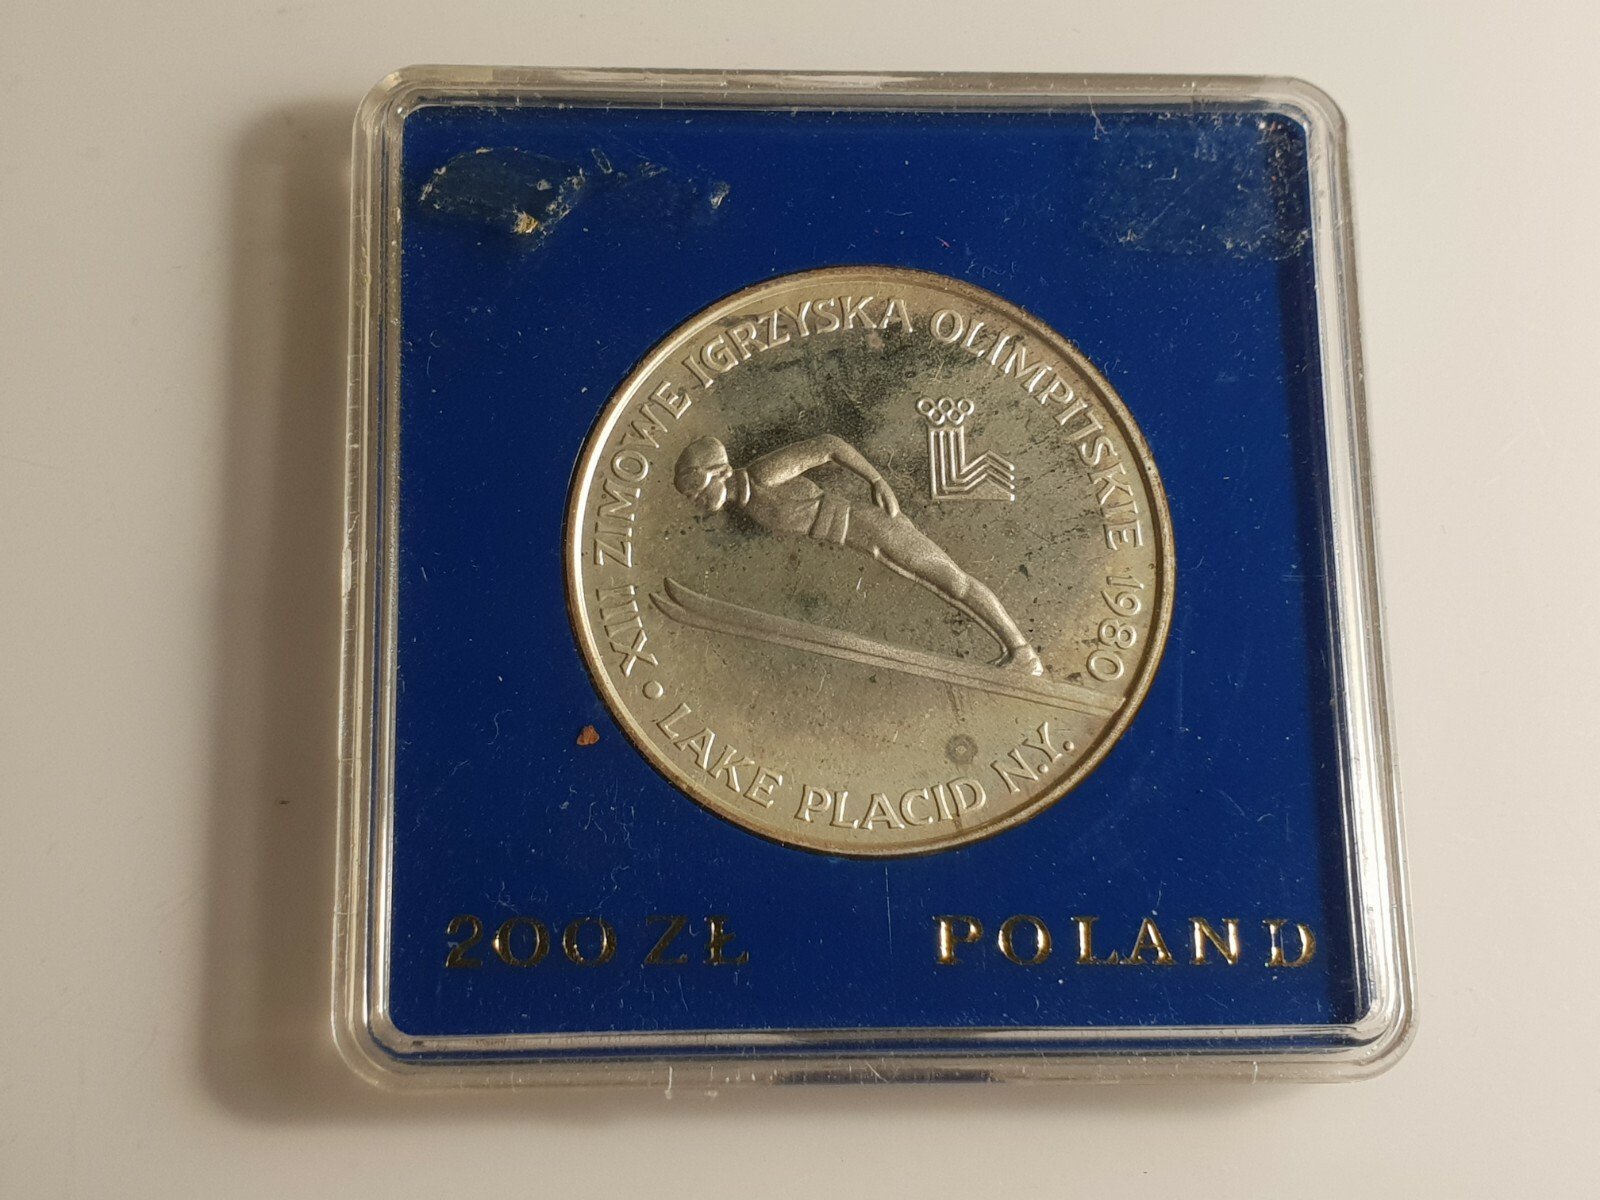 XIII ZIMOWE IGRZYSKA OLIMPIJSKIE 1980
• LAKE PLACID N.Y.
200 ZŁ POLAND